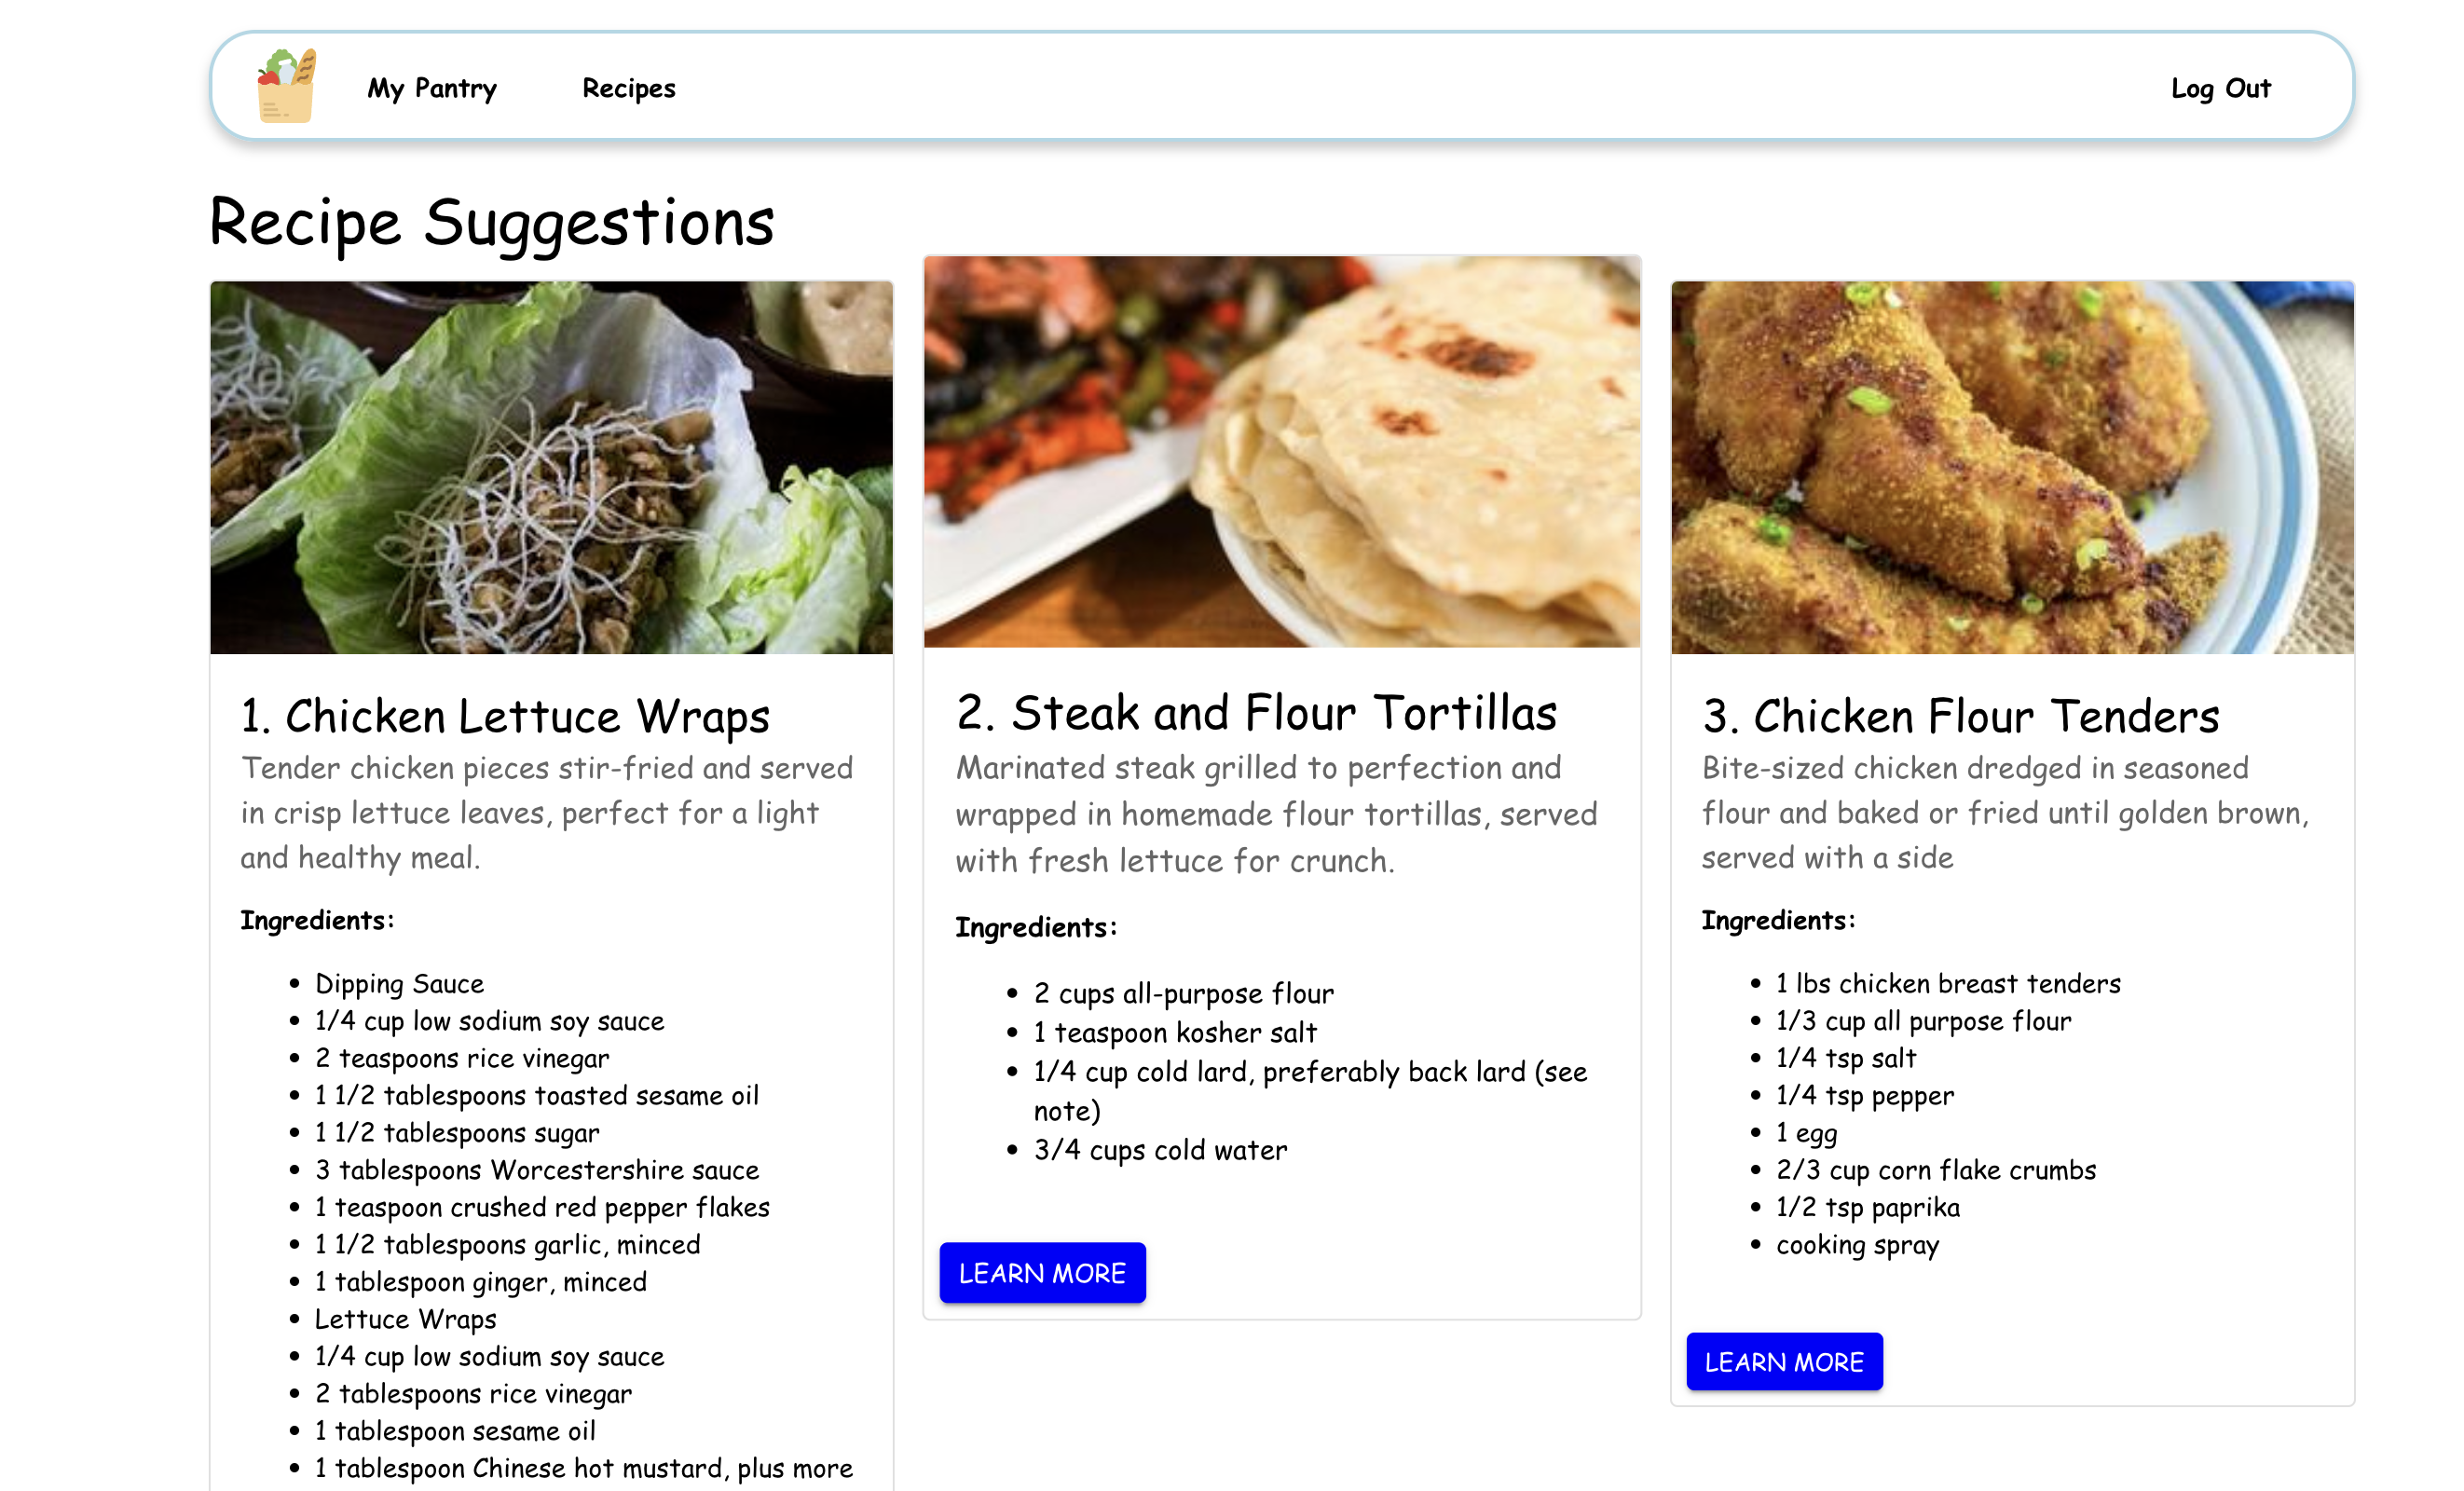 My Pantry
Recipes
Log Out
Recipe Suggestions
1. Chicken Lettuce Wraps
Tender chicken pieces stir-fried and served
in crisp lettuce leaves, perfect for a light
and healthy meal.
Ingredients:
• Dipping Sauce
• 1/4 cup low sodium soy sauce
• 2 teaspoons rice vinegar
• 1 1/2 tablespoons toasted sesame oil
• 1 1/2 tablespoons sugar
• 3 tablespoons Worcestershire sauce
• 1 teaspoon crushed red pepper flakes
• 1 1/2 tablespoons garlic, minced
• 1 tablespoon ginger, minced
• Lettuce Wraps
• 1/4 cup low sodium soy sauce
• 2 tablespoons rice vinegar
• 1 tablespoon sesame oil
• 1 tablespoon Chinese hot mustard, plus more
2. Steak and Flour Tortillas
Marinated steak grilled to perfection and
wrapped in homemade flour tortillas, served
with fresh lettuce for crunch.
Ingredients:
• 2 cups all-purpose flour
• 1 teaspoon kosher salt
• 1/4 cup cold lard, preferably back lard (see
note)
• 3/4 cups cold water
LEARN MORE
3. Chicken Flour Tenders
Bite-sized chicken dredged in seasoned
flour and baked or fried until golden brown,
served with a side
Ingredients:
• 1 lbs chicken breast tenders
• 1/3 cup all purpose flour
• 1/4 tsp salt
• 1/4 tsp pepper
• 1 egg
• 2/3 cup corn flake crumbs
• 1/2 tsp paprika
• cooking spray
LEARN MORE